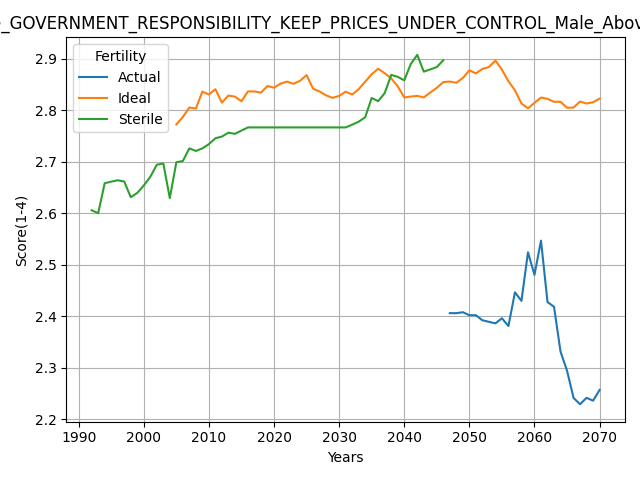 _GOVERNMENT_RESPONSIBILITY_KEEP_PRICES_UNDER_CONTROL_Male_Abov
Fertility
Actual
Ideal
Sterile
Score(1-4)
2.9
2.8
2.7
2.6
2.5
2.4
2.3
2.2
1990 2000 2010 2020 2030 2040 2050 2060 2070
Years